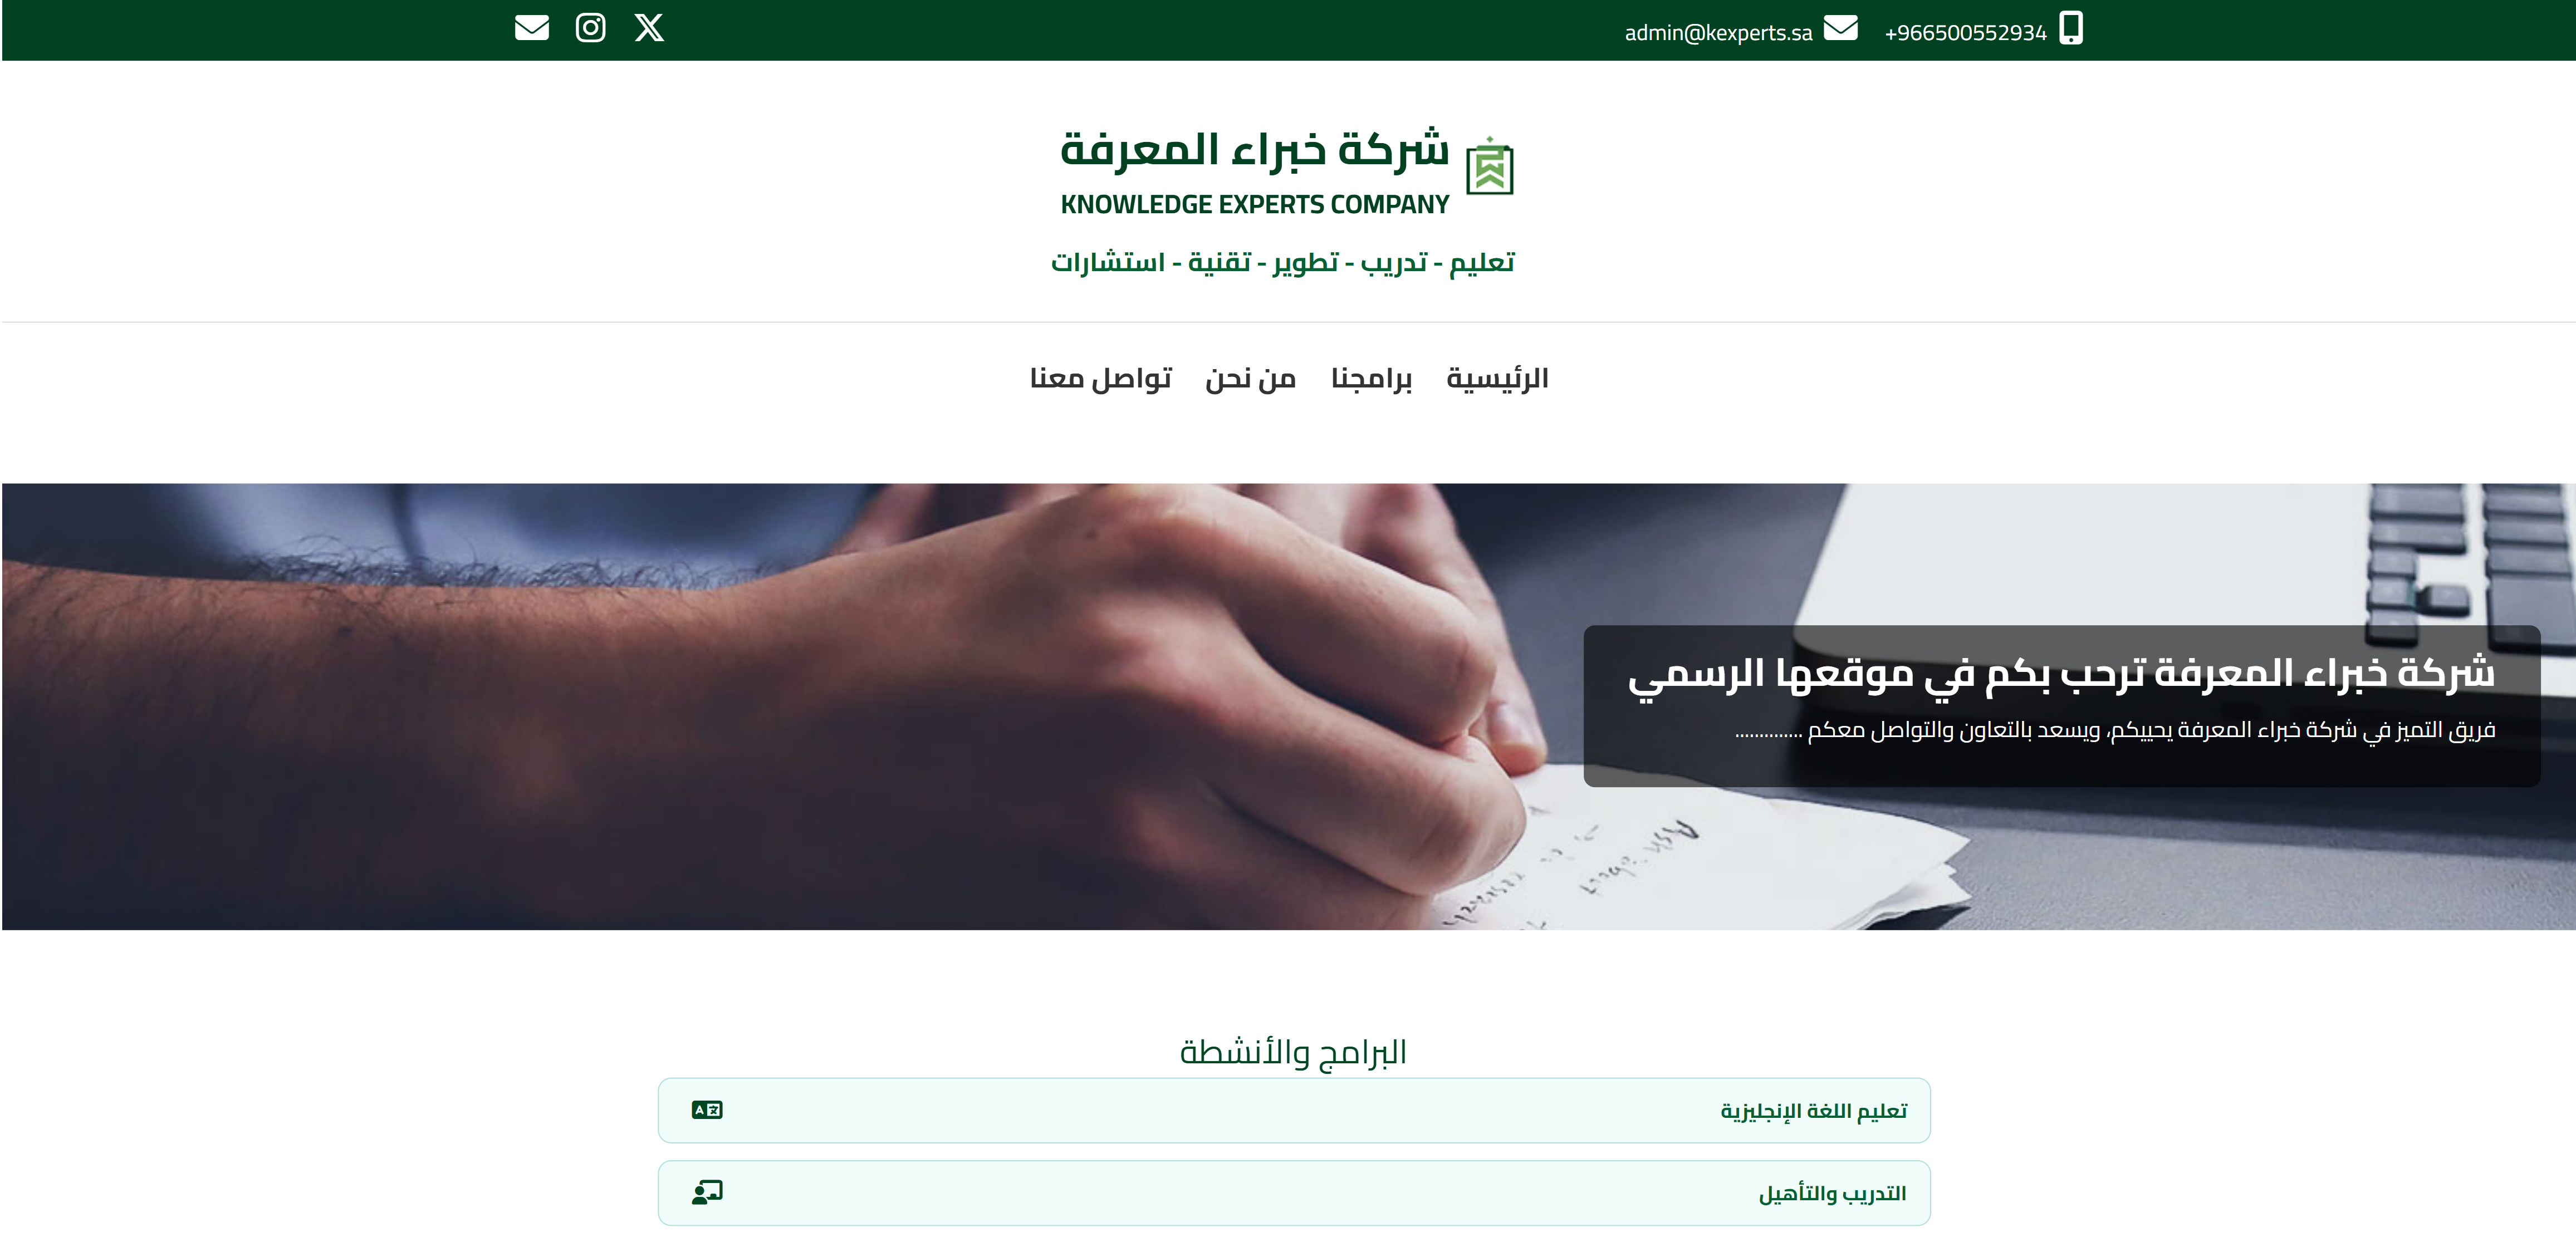 +966500552934 admin@kexperts.sa
شركة خبراء المعرفة
KNOWLEDGE EXPERTS COMPANY
تعليم - تدريب - تطوير - تقنية - استشارات
الرئيسية برامجنا من نحن تواصل معنا
شركة خبراء المعرفة ترحب بكم في موقعها الرسمي
فريق التميز في شركة خبراء المعرفة يحييكم، ويسعد بالتعاون والتواصل معكم ..............
البرامج والأنشطة
تعليم اللغة الإنجليزية
التدريب والتأهيل